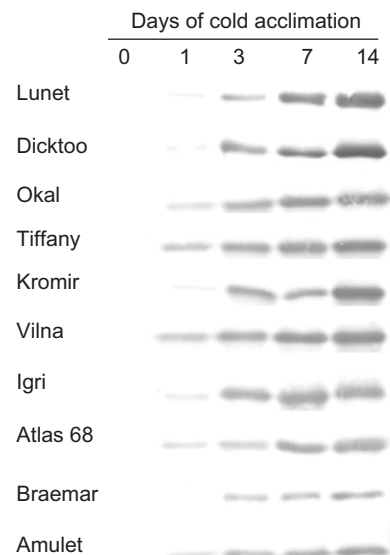 Days of cold acclimation
0 1 3 7 14
Lunet
Dicktoo
Okal
Tiffany
Kromir
Vilna
Igri
Atlas 68
Braemar
Amulet